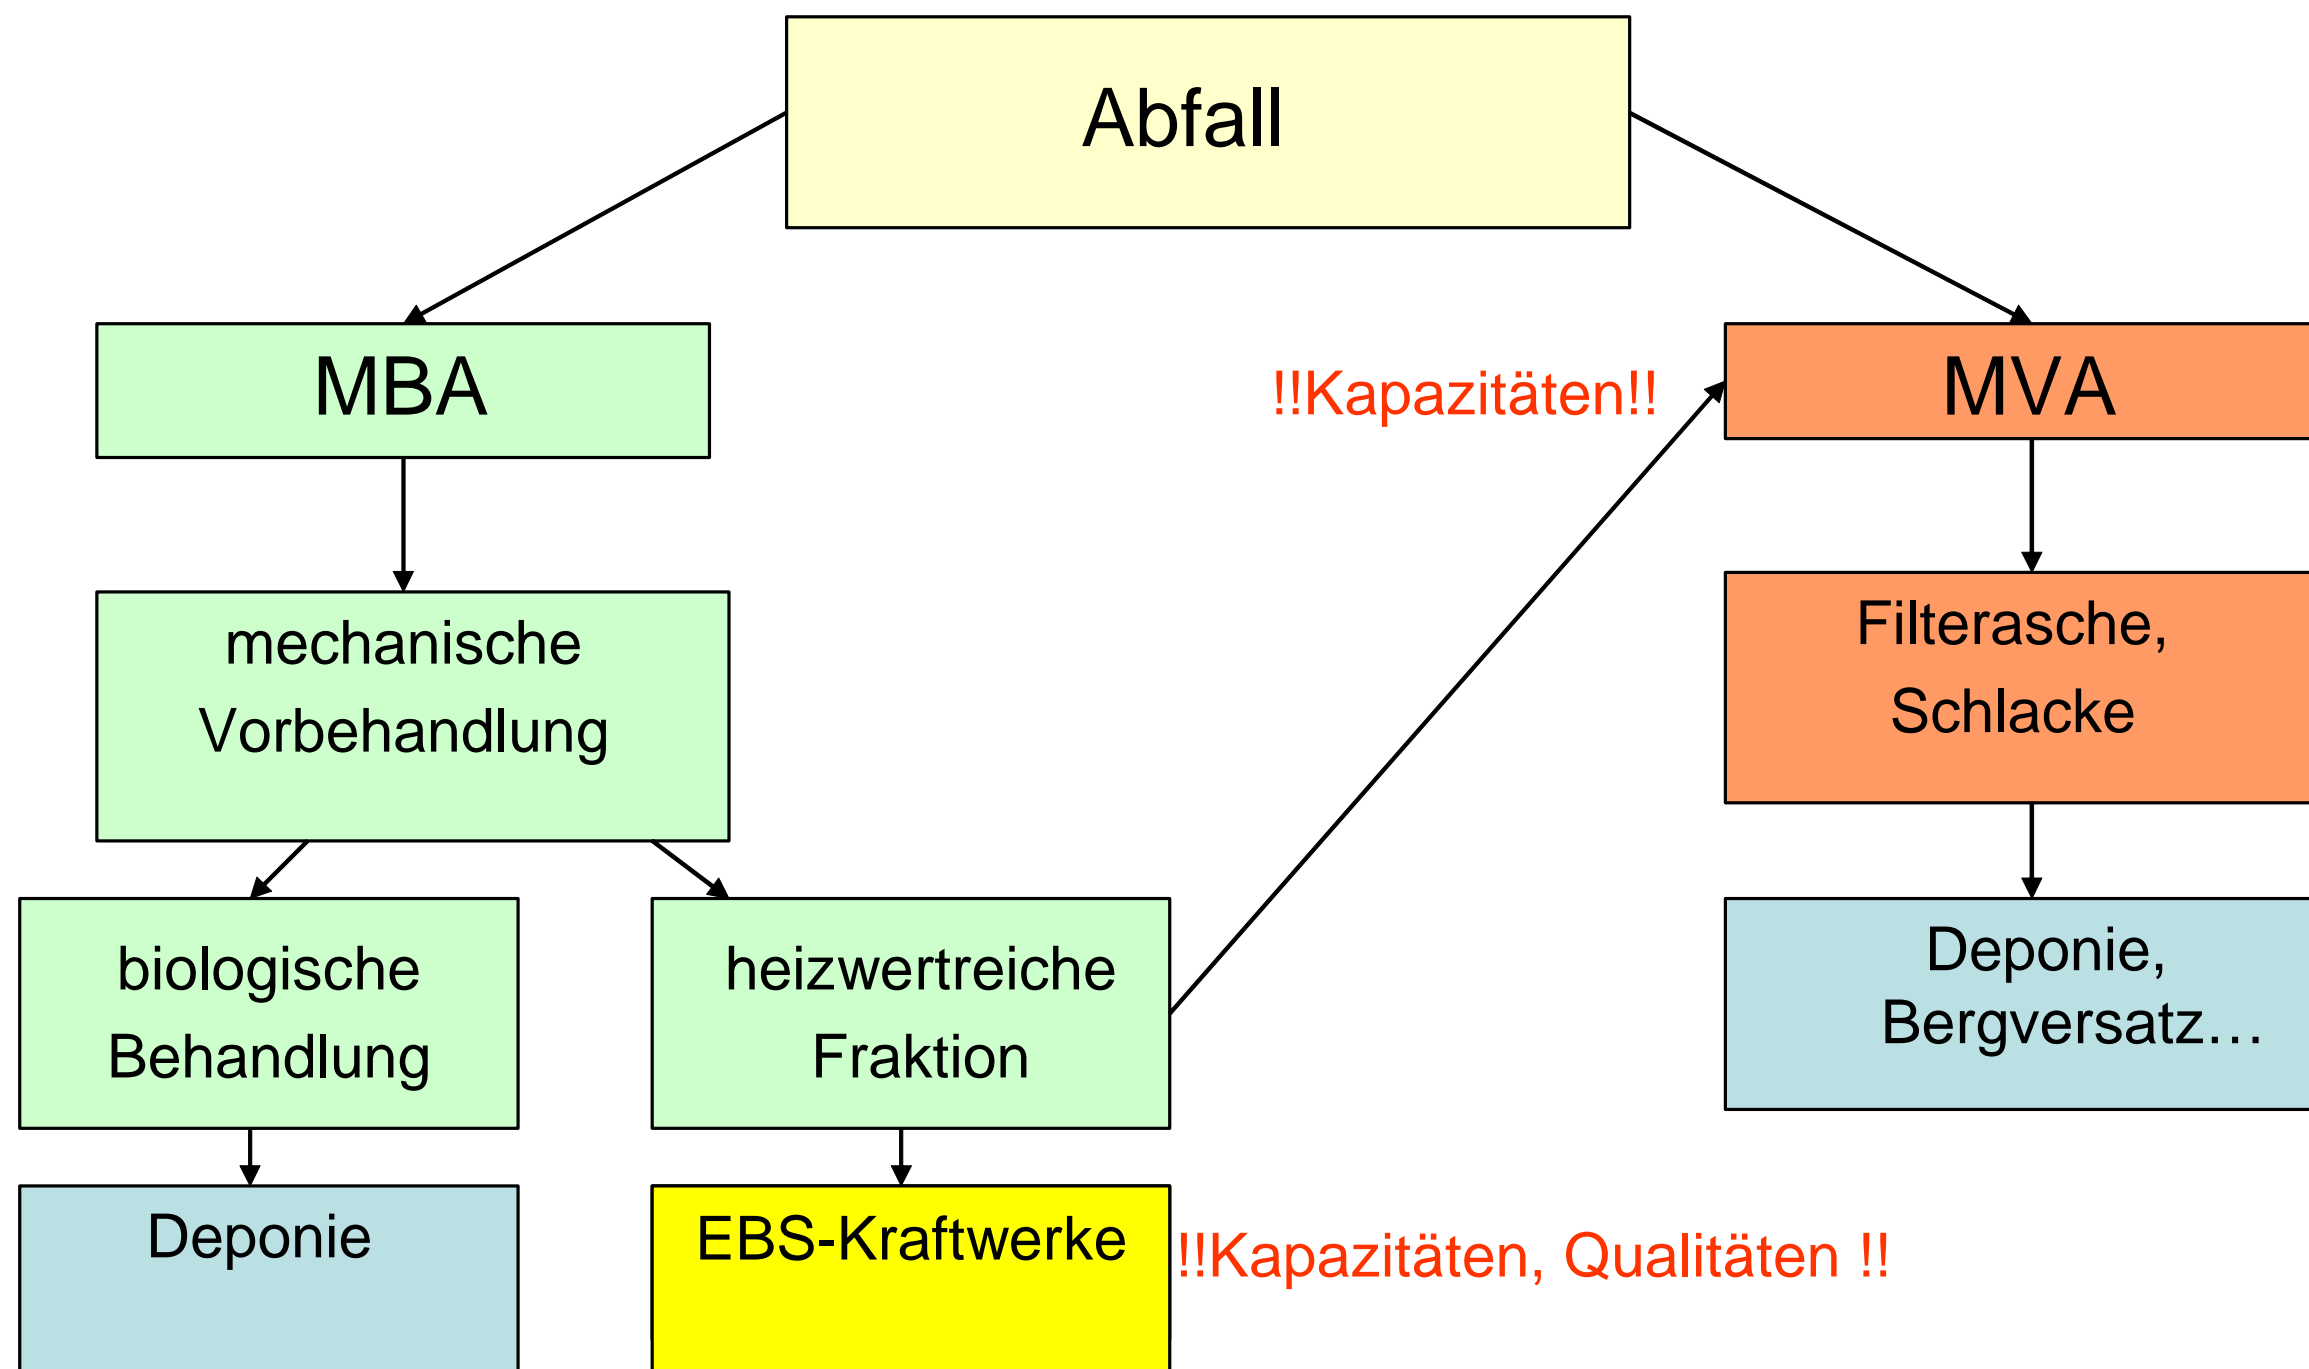 Abfall
MBA
!!Kapazitäten!!
MVA
mechanische
Vorbehandlung
Filterasche,
Schlacke
biologische
Behandlung
heizwertreiche
Fraktion
Deponie,
Bergversatz…
Deponie
EBS-Kraftwerke
!!Kapazitäten, Qualitäten !!